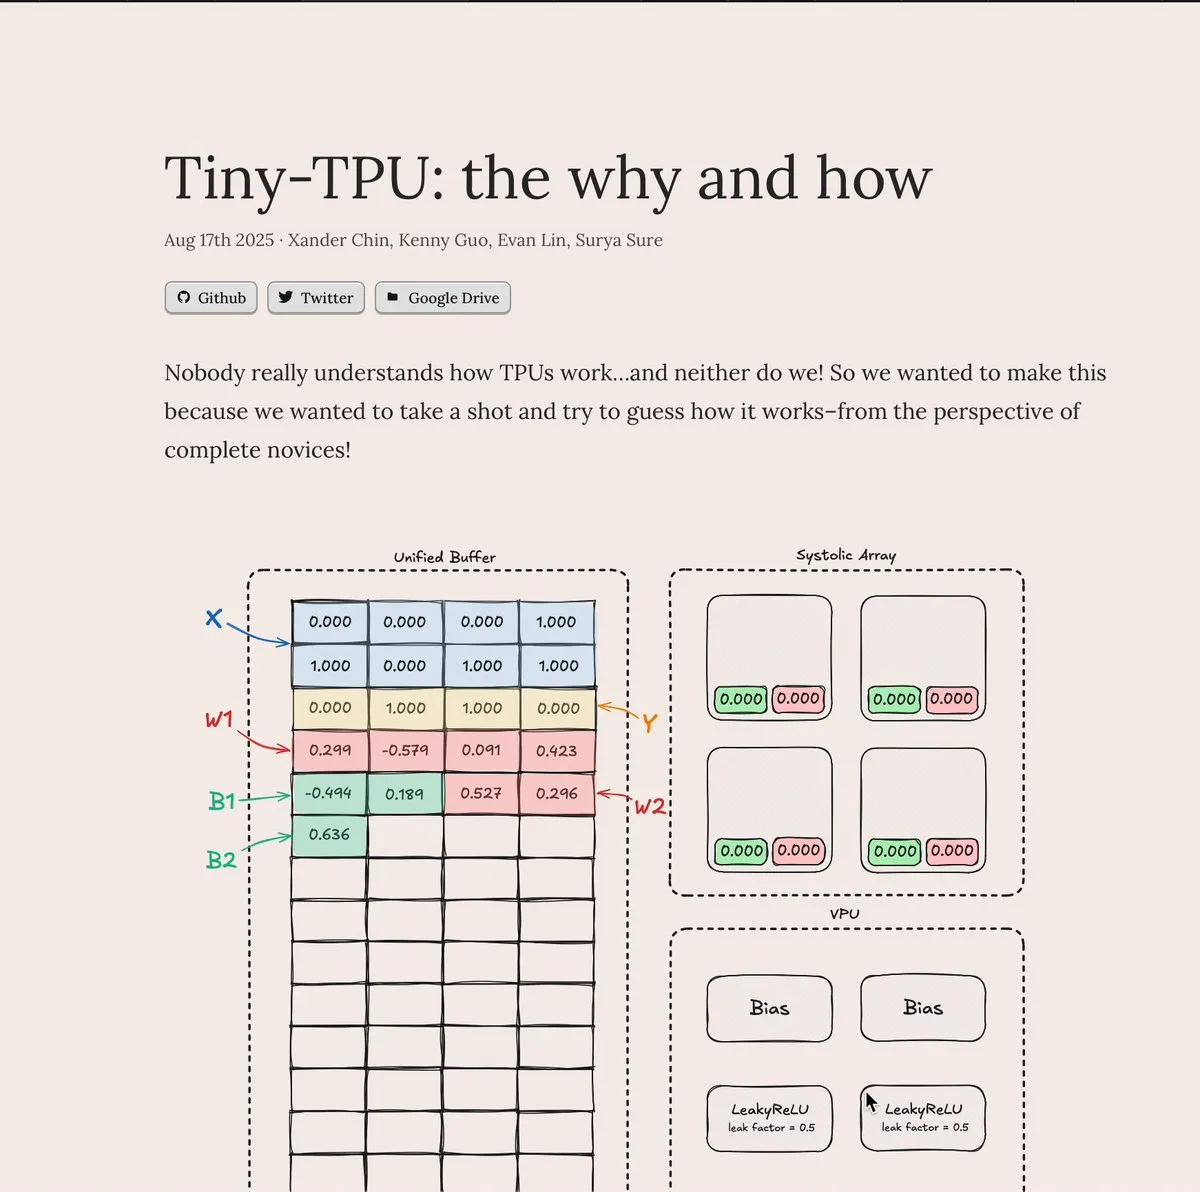 Tiny-TPU: the why and how
Aug 17th 2025 · Xander Chin, Kenny Guo, Evan Lin, Surya Sure
Github Twitter Google Drive
Nobody really understands how TPUs work...and neither do we! So we wanted to make this
because we wanted to take a shot and try to guess how it works–from the perspective of
complete novices!
Unified Buffer
X
0.000 0.000 0.000 1.000
1.000 0.000 1.000 1.000
0.000 1.000 1.000 0.000
Y
W1
0.299 -0.579 0.091 0.423
B1
-0.494 0.189 0.527 0.296
W2
B2
0.636
Systolic Array
0.000 0.000 0.000 0.000
0.000 0.000 0.000 0.000
VPU
Bias Bias
LeakyReLU LeakyReLU
leak factor = 0.5 leak factor = 0.5